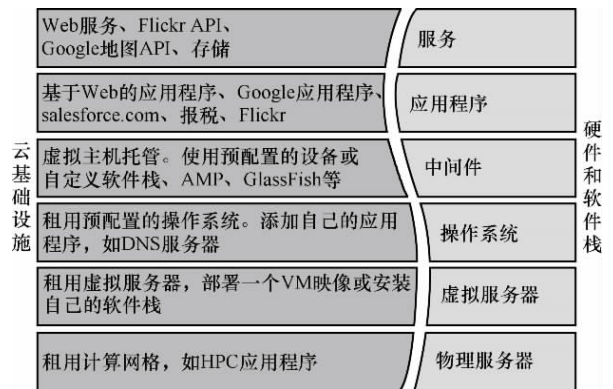 Web服务、Flickr API、
Google地图API、存储
服务
基于Web的应用程序、Google应用程序、
salesforce.com、报税、Flickr
应用程序
虚拟主机托管。使用预配置的设备或
自定义软件栈、AMP、GlassFish等
中间件
租用预配置的操作系统。添加自己的应用
程序，如DNS服务器
操作系统
租用虚拟服务器，部署一个VM映像或安装
自己的软件栈
虚拟服务器
租用计算网格，如HPC应用程序
物理服务器
云基础设施
硬件和软件栈